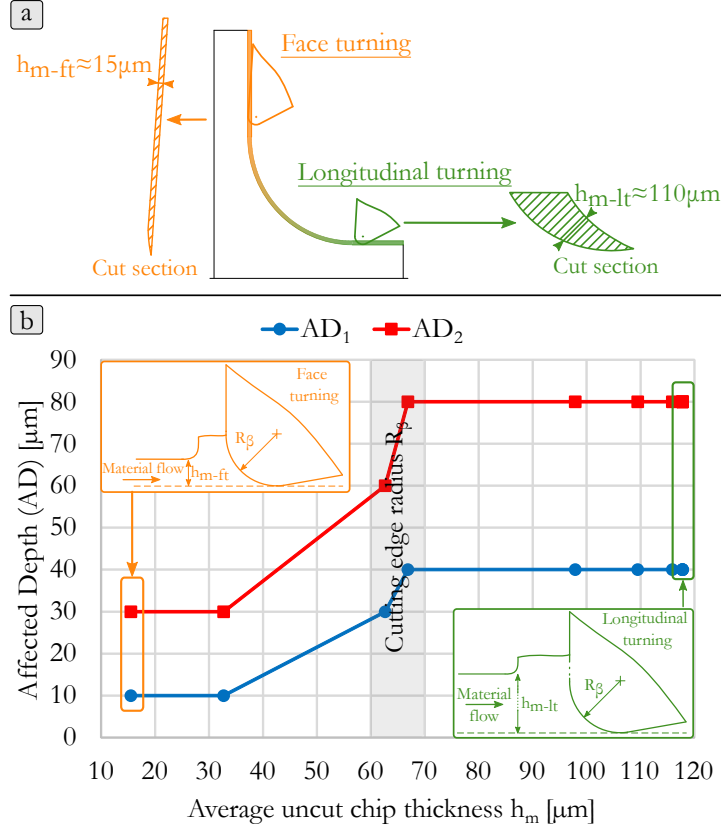 a
Face turning
hm-ft≈15μm
Longitudinal turning
hm-lt≈110μm
Cut section
Cut section
b
AD1
AD2
90
80
70
60
50
40
30
20
10
0
Affected Depth (AD) [μm]
Face
turning
Rβ
Material flow
hm-ft
Cutting edge radius Rβ
Longitudinal
turning
Rβ
Material
flow
hm-lt
10 20 30 40 50 60 70 80 90 100 110 120
Average uncut chip thickness hm [μm]